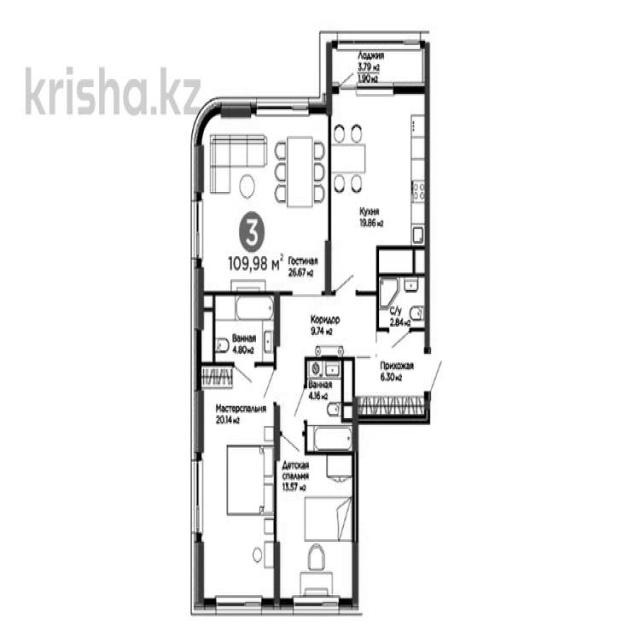 Лоджия
3.79 м2
1.90 м2
krisha.kz
Кухня
19.86 м2
3
109,98 м2
Гостиная
26.67 м2
С/у
2.84 м2
Коридор
9.74 м2
Ванная
4.80 м2
Прихожая
6.30 м2
Ванная
4.16 м2
Мастерспальня
20.14 м2
Детская
спальня
13.57 м2